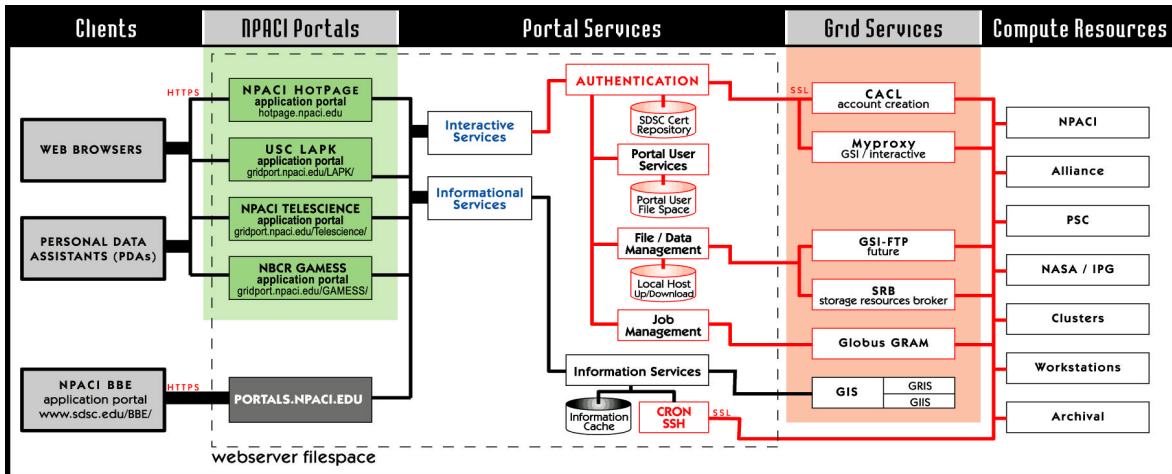 Clients
NPACI Portals
Portal Services
Grid Services
Compute Resources
HTTPS
WEB BROWSERS
PERSONAL DATA
ASSISTANTS (PDAs)
NPACI BBE
application portal
www.sdsc.edu/BBE/
HTTPS
NPACI HOTPAGE
application portal
hotpage.npaci.edu
USC LAPK
application portal
gridport.npaci.edu/LAPK/
NPACI TELESCIENCE
application portal
gridport.npaci.edu/Telescience/
NBCR GAMESS
application portal
gridport.npaci.edu/GAMESS/
PORTALS.NPACI.EDU
webserver filespace
Interactive
Services
Informational
Services
AUTHENTICATION
SDSC Cert
Repository
Portal User
Services
Portal User
File Space
File / Data
Management
Local Host
Up/Download
Job
Management
Information Services
Information
Cache
CRON
SSH
SSL
SSL
CACL
account creation
Myproxy
GSI / interactive
GSI-FTP
future
SRB
storage resources broker
Globus GRAM
GIS
GRIS
GIIS
NPACI
Alliance
PSC
NASA / IPG
Clusters
Workstations
Archival